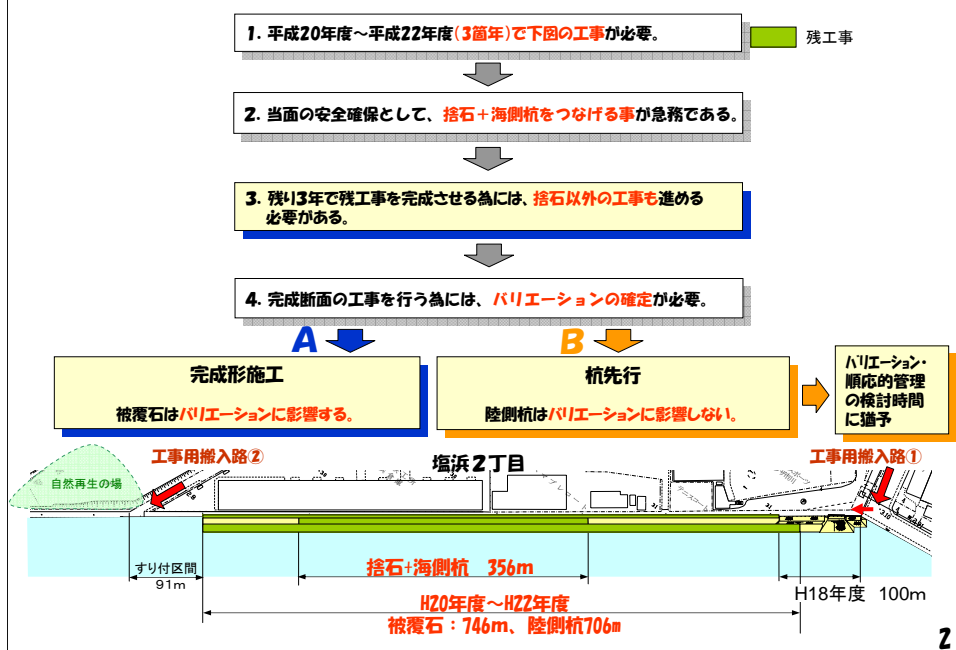 1. 平成20年度～平成22年度(3箇年)で下図の工事が必要。
残工事
2. 当面の安全確保として、捨石＋海側杭をつなげる事が急務である。
3. 残り3年で残工事を完成させる為には、捨石以外の工事も進める
必要がある。
4. 完成断面の工事を行う為には、バリエーションの確定が必要。
A
B
完成形施工
被覆石はバリエーションに影響する。
杭先行
陸側杭はバリエーションに影響しない。
バリエーション・
順応的管理
の検討時間
に猶予
工事用搬入路②
塩浜２丁目
工事用搬入路①
自然再生の場
すり付区間
91m
捨石+海側杭　356m
H18年度　100m
H20年度～H22年度
被覆石：746m、陸側杭706m
2